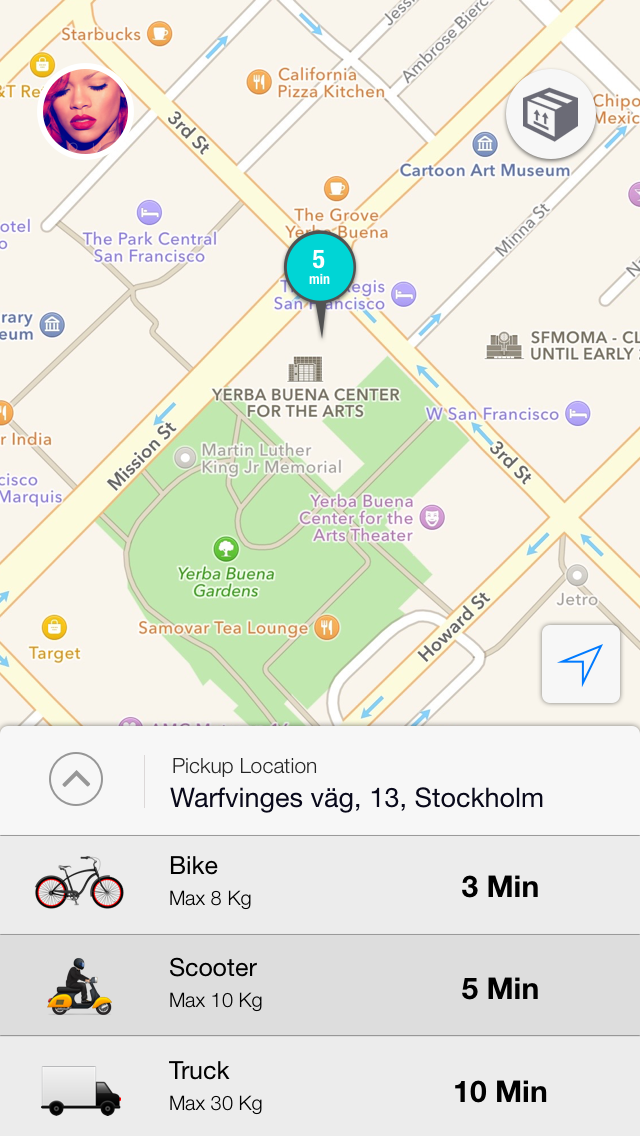 Starbucks
Jess
Ambrose Bierc
&T Re
California
Pizza Kitchen
Chipo
Mexic
3rd St
Cartoon Art Museum
The Grove
Yerba Buena
Minna St
otel
o
The Park Central
San Francisco
5
min
egis
San Francisco
rary
eum
SFMOMA - CL
UNTIL EARLY
YERBA BUENA CENTER
FOR THE ARTS
W San Francisco
r India
Mission St
Martin Luther
King Jr Memorial
3rd St
cisco
Marquis
Yerba Buena
Center for the
Arts Theater
Yerba Buena
Gardens
Jetro
Samovar Tea Lounge
Howard St
Target
Pickup Location
Warfvinges väg, 13, Stockholm
Bike
Max 8 Kg
3 Min
Scooter
Max 10 Kg
5 Min
Truck
Max 30 Kg
10 Min